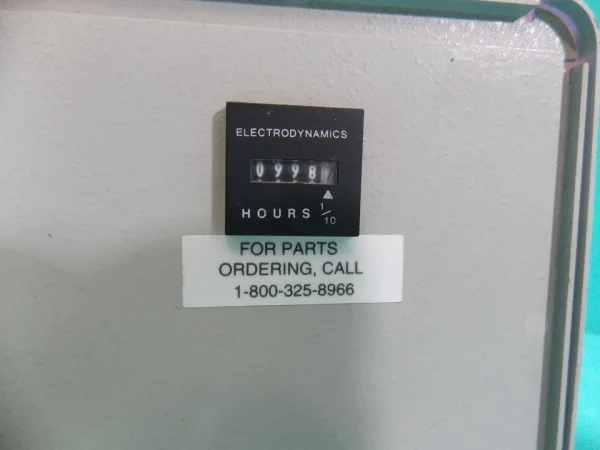 ELECTRODYNAMICS
0998
HOURS 1/10
FOR PARTS
ORDERING, CALL
1-800-325-8966